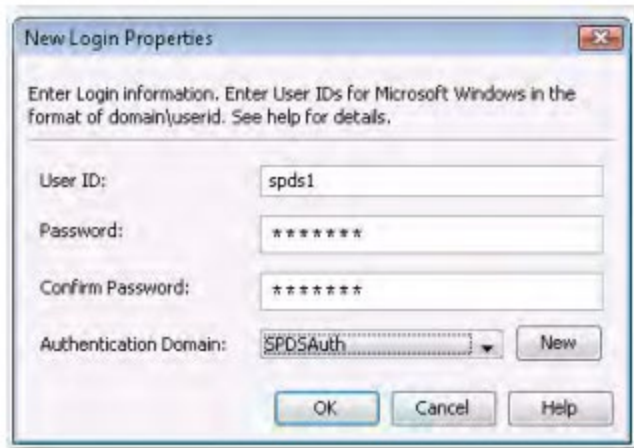 New Login Properties
Enter Login information. Enter User IDs for Microsoft Windows in the
format of domain\userid. See help for details.
User ID: spds1
Password: *******
Confirm Password: *******
Authentication Domain: SPDSAuth New
OK Cancel Help